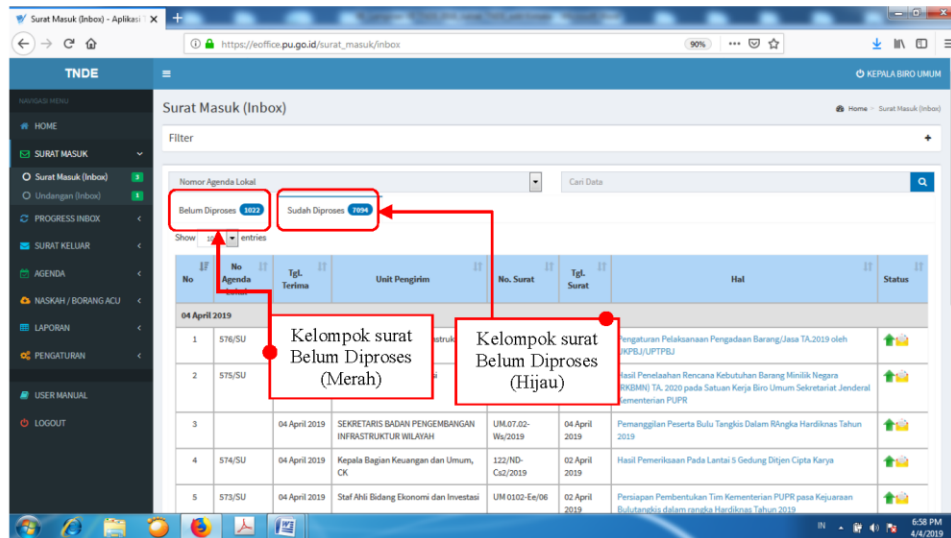 Surat Masuk (Inbox) - Aplikasi T
https://eoffice.pu.go.id/surat_masuk/inbox
90%
TNDE
KEPALA BIRO UMUM
NAVIGASI MENU
HOME
SURAT MASUK
Surat Masuk (Inbox) 3
Undangan (Inbox) 1
PROGRESS INBOX
SURAT KELUAR
AGENDA
NASKAH / BORANG ACU
LAPORAN
PENGATURAN
USER MANUAL
LOGOUT
Surat Masuk (Inbox)
Home - Surat Masuk (Inbox)
Filter
Nomor Agenda Lokal
Cari Data
Belum Diproses 1022
Sudah Diproses 7094
Show entries
No
No Agenda
Tgl. Terima
Unit Pengirim
No. Surat
Tgl. Surat
Hal
Status
Kelompok surat
Belum Diproses
(Merah)
Kelompok surat
Belum Diproses
(Hijau)
04 April 2019
1 576/SU
Pengaturan Pelaksanaan Pengadaan Barang/Jasa TA.2019 oleh
UKPBJ/UPTPBJ
2 575/SU
Hasil Penelaahan Rencana Kebutuhan Barang Minilik Negara
(RKBMN) TA. 2020 pada Satuan Kerja Biro Umum Sekretariat Jenderal
Kementerian PUPR
3 04 April 2019 SEKRETARIS BADAN PENGEMBANGAN
INFRASTRUKTUR WILAYAH
UM.07.02-
Ws/2019
04 April
2019
Pemanggilan Peserta Bulu Tangkis Dalam RAngka Hardiknas Tahun
2019
4 574/SU 04 April 2019 Kepala Bagian Keuangan dan Umum,
CK
122/ND-
Cs2/2019
02 April
2019
Hasil Pemeriksaan Pada Lantai 5 Gedung Ditjen Cipta Karya
5 573/SU 04 April 2019 Staf Ahli Bidang Ekonomi dan Investasi
UM 0102-Ee/06
02 April
2019
Persiapan Pembentukan Tim Kementerian PUPR pasa Kejuaraan
Bulutangkis dalam rangka Hardiknas Tahun 2019
IN
6:58 PM
4/4/2019